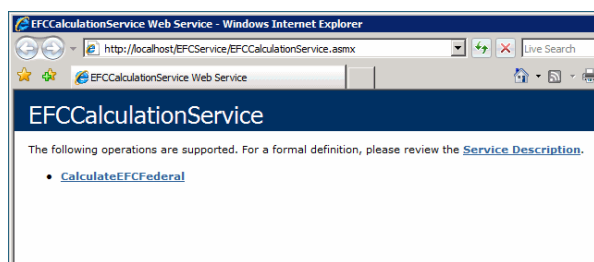 EFCCalculationService Web Service - Windows Internet Explorer
http://localhost/EFCService/EFCCalculationService.asmx Live Search
EFCCalculationService Web Service
EFCCalculationService
The following operations are supported. For a formal definition, please review the Service Description.
• CalculateEFCFederal